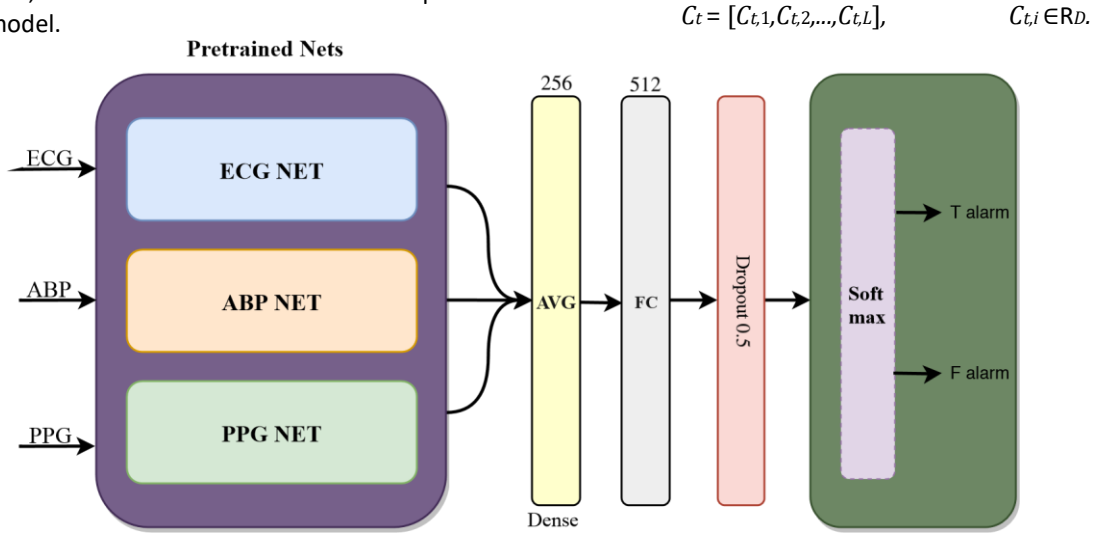 model.
Ct = [Ct,1,Ct,2,...,Ct,L], Ct,i ∈RD.
Pretrained Nets
256
512
ECG
ECG NET
ABP
ABP NET
PPG
PPG NET
AVG
FC
Dropout 0.5
Soft
max
T alarm
F alarm
Dense